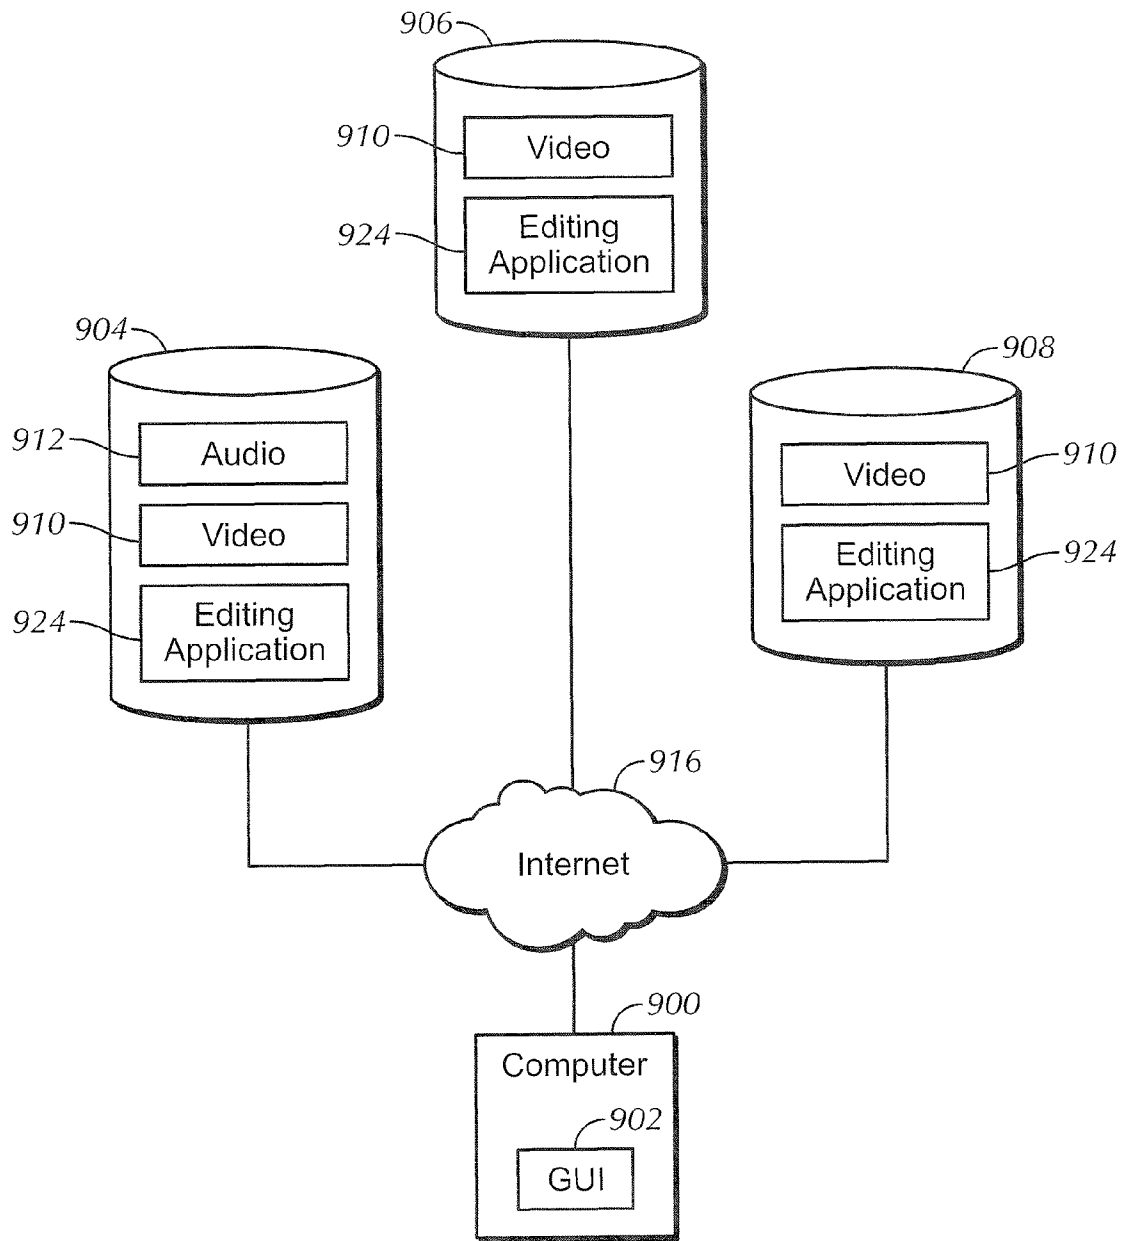 906
910
Video
924
Editing
Application
904
912
Audio
910
Video
924
Editing
Application
908
Video
910
Editing
Application
924
916
Internet
900
Computer
902
GUI